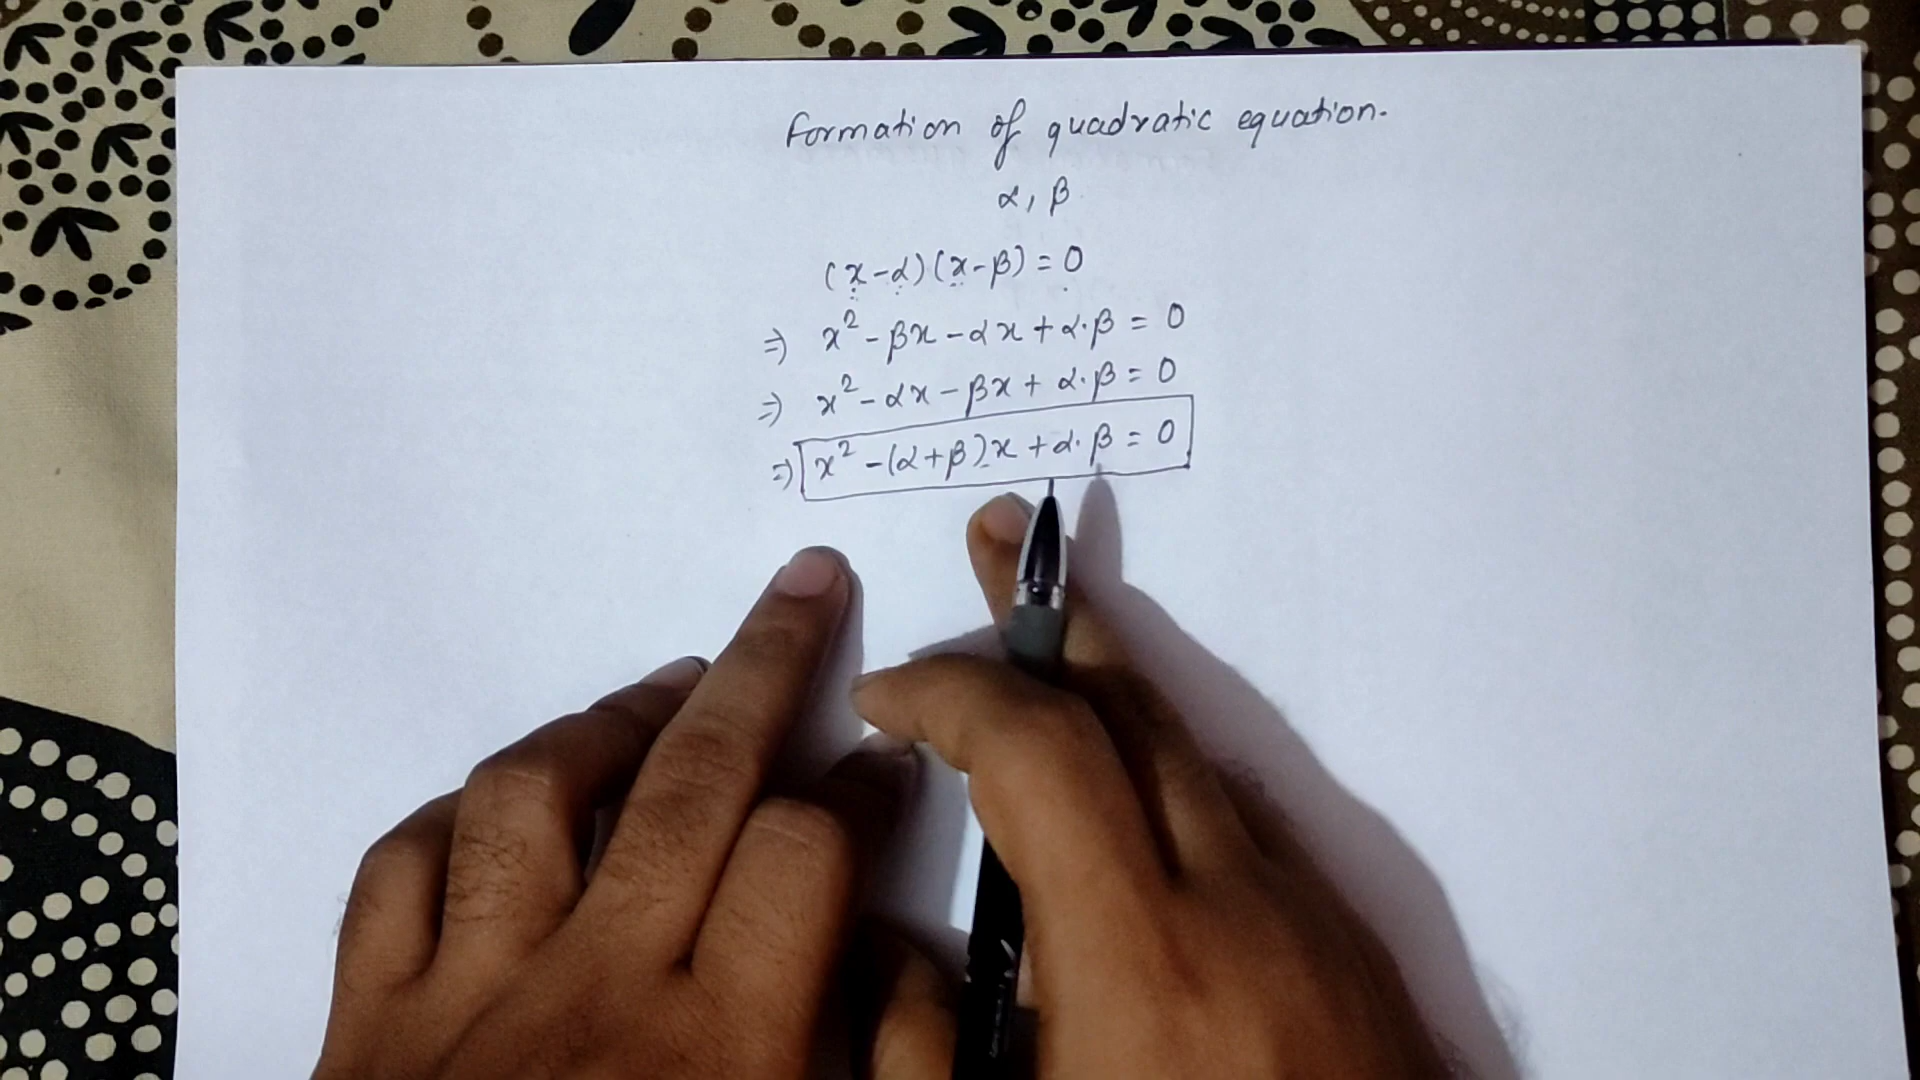 Formation of quadratic equation.
α, β
(x-α)(x-β) = 0
⇒ x² - βx - αx + α·β = 0
⇒ x² - αx - βx + α·β = 0
⇒ x² - (α+β)x + α·β = 0